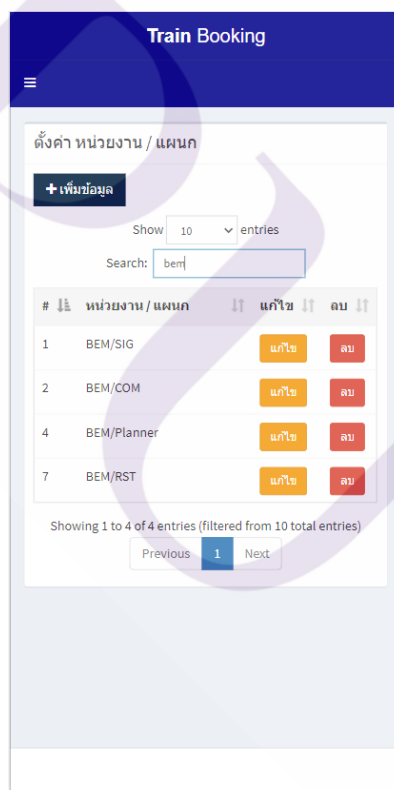 Train Booking
ตั้งค่า หน่วยงาน / แผนก
+ เพิ่มข้อมูล
Show 10 entries
Search: bem
# หน่วยงาน / แผนก แก้ไข ลบ
1 BEM/SIG แก้ไข ลบ
2 BEM/COM แก้ไข ลบ
4 BEM/Planner แก้ไข ลบ
7 BEM/RST แก้ไข ลบ
Showing 1 to 4 of 4 entries (filtered from 10 total entries)
Previous 1 Next